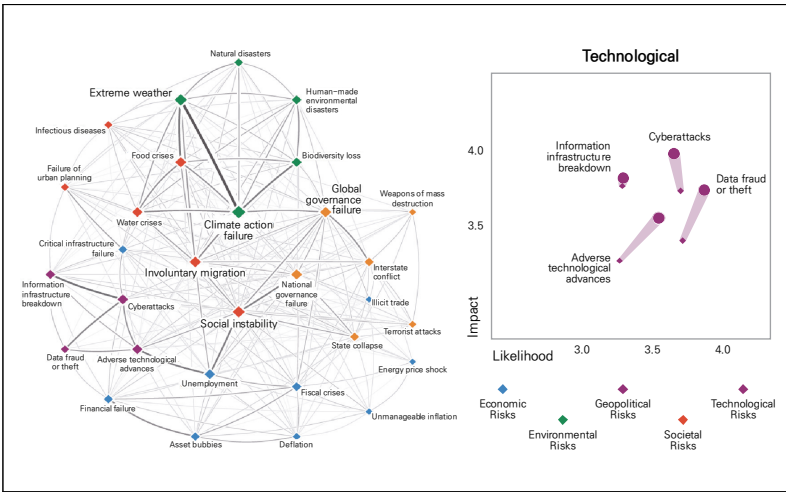 Natural disasters
Extreme weather
Human-made
environmental
disasters
Infectious diseases
Food crises
Biodiversity loss
Failure of
urban planning
Global
governance
failure
Weapons of mass
destruction
Water crises
Climate action
failure
Critical infrastructure
failure
Involuntary migration
Interstate
conflict
National
governance
failure
Information
infrastructure
breakdown
Cyberattacks
Illicit trade
Social instability
Terrorist attacks
State collapse
Data fraud
or theft
Adverse technological
advances
Energy price shock
Unemployment
Fiscal crises
Financial failure
Unmanageable inflation
Asset bubbles
Deflation
Technological
4.0
3.5
Impact
Information
infrastructure
breakdown
Cyberattacks
Data fraud
or theft
Adverse
technological
advances
Likelihood
3.0
3.5
4.0
Economic
Risks
Geopolitical
Risks
Technological
Risks
Environmental
Risks
Societal
Risks